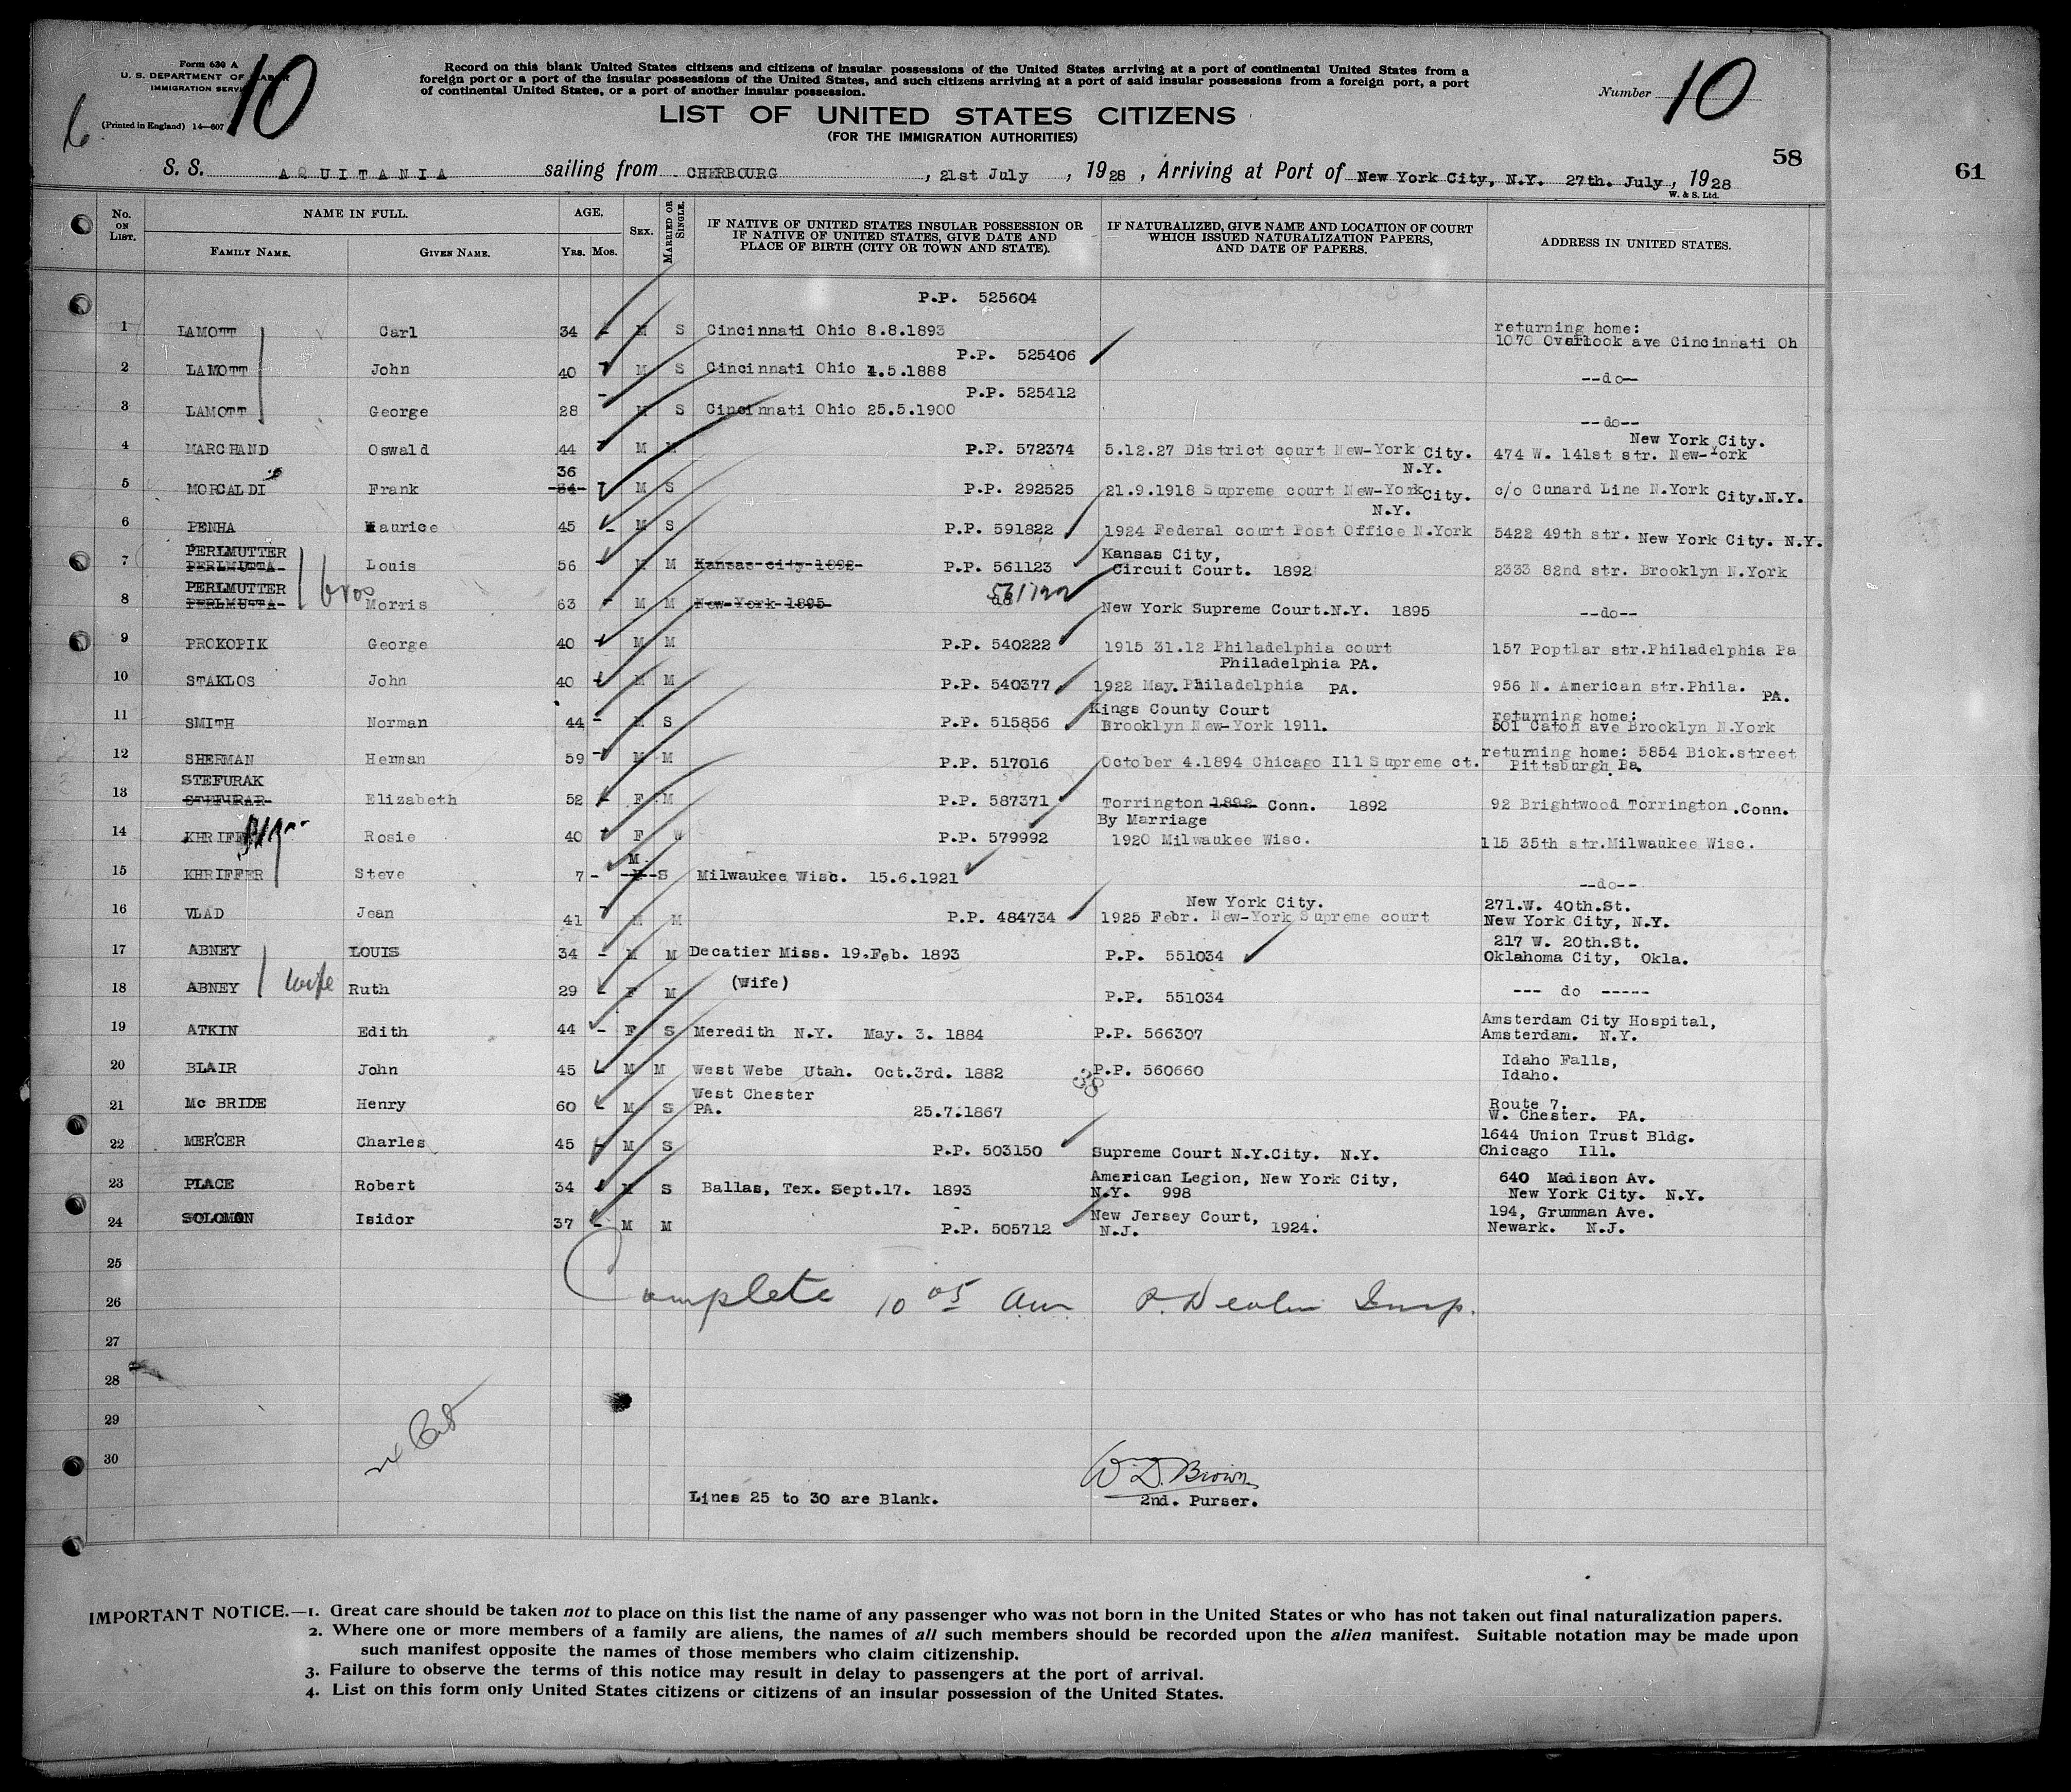 Form 630 A
U. S. DEPARTMENT OF LABOR
IMMIGRATION SERVICE
(Printed in England) 14—607
10
Record on this blank United States citizens and citizens of insular possessions of the United States arriving at a port of continental United States from a
foreign port or a port of the insular possessions of the United States, and such citizens arriving at a port of said insular possessions from a foreign port, a port
of continental United States, or a port of another insular possession.
LIST OF UNITED STATES CITIZENS
(FOR THE IMMIGRATION AUTHORITIES)
Number 10
58
61
S. S. AQUITANIA sailing from CHERBOURG, 21st July, 1928, Arriving at Port of New York City, N.Y. 27th. July, 1928
W. & S. Ltd.
No. ON LIST. NAME IN FULL. FAMILY NAME. GIVEN NAME. AGE. YRS. MOS. SEX. MARRIED OR SINGLE. IF NATIVE OF UNITED STATES INSULAR POSSESSION OR IF NATIVE OF UNITED STATES, GIVE DATE AND PLACE OF BIRTH (CITY OR TOWN AND STATE). IF NATURALIZED, GIVE NAME AND LOCATION OF COURT WHICH ISSUED NATURALIZATION PAPERS, AND DATE OF PAPERS. ADDRESS IN UNITED STATES.
P.P. 525604
1 LAMOTT Carl 34 - M S Cincinnati Ohio 8.8.1893 returning home: 1070 Overlook ave Cincinnati Oh
P.P. 525406
2 LAMOTT John 40 - M S Cincinnati Ohio 4.5.1888 --do--
P.P. 525412
3 LAMOTT George 28 - M S Cincinnati Ohio 25.5.1900 --do--
4 MARCHAND Oswald 44 - M M P.P. 572374 5.12.27 District court New-York City. N.Y. 474 W. 141st str. New-York New York City.
5 MORCALDI Frank 34 36 - M S P.P. 292525 21.9.1918 Supreme court New-York City. N.Y. c/o Cunard Line N.York City.N.Y.
6 PENHA Maurice 45 - M S P.P. 591822 1924 Federal court Post Office N.York 5422 49th str. New York City. N.Y.
7 PERLMUTTER PERLMUTTA Louis 56 - M M Kansas-city-1892- P.P. 561123 Kansas City, Circuit Court. 1892 2333 82nd str. Brooklyn N.York
bros
8 PERLMUTTER PERLMUTTA Morris 63 - M M New-York-1895- do 561122 New York Supreme Court.N.Y. 1895 --do--
9 PROKOPIK George 40 - M M P.P. 540222 1915 31.12 Philadelphia court Philadelphia PA. 157 Poptlar str.Philadelphia Pa
10 STAKLOS John 40 - M M P.P. 540377 1922 May. Philadelphia PA. 956 N. American str.Phila. PA.
11 SMITH Norman 44 - M S P.P. 515856 Kings County Court Brooklyn New-York 1911. returning home: 501 Caton ave Brooklyn N.York
12 SHERMAN Herman 59 - M M P.P. 517016 October 4.1894 Chicago Ill Supreme ct. returning home: 5854 Bick.street Pittsburgh Pa.
13 STEFURAK STEFURAR Elizabeth 52 - F M P.P. 587371 Torrington 1892 Conn. 1892 By Marriage 92 Brightwood Torrington .Conn.
14 KHRIFFER Rosie 40 - F W P.P. 579992 1920 Milwaukee Wisc. 115 35th str.Milwaukee Wisc.
15 KHRIFFER Steve 7 - F M. S Milwaukee Wisc. 15.6.1921 --do--
16 VLAD Jean 41 - M M P.P. 484734 New York City. 1925 Febr. New-York Supreme court 271.W. 40th.St. New York City, N.Y.
17 ABNEY LOUIS 34 - M M Decatier Miss. 19.Feb. 1893 P.P. 551034 217 W. 20th.St. Oklahoma City, Okla.
wife
18 ABNEY Ruth 29 - F M (Wife) P.P. 551034 --- do -----
19 ATKIN Edith 44 - F S Meredith N.Y. May. 3. 1884 P.P. 566307 Amsterdam City Hospital, Amsterdam. N.Y.
20 BLAIR John 45 - M M West Webe Utah. Oct.3rd. 1882 P.P. 560660 Idaho Falls, Idaho.
21 Mc BRIDE Henry 60 - M S West Chester PA. 25.7.1867 Route 7. W. Chester. PA.
22 MERCER Charles 45 - M S P.P. 503150 Supreme Court N.Y.City. N.Y. 1644 Union Trust Bldg. Chicago Ill.
23 PLACE Robert 34 - M S Ballas, Tex. Sept.17. 1893 American Legion, New York City, N.Y. 998 640 Madison Av. New York City. N.Y.
24 SOLOMON Isidor 37 - M M P.P. 505712 New Jersey Court, N.J. 1924. 194, Grumman Ave. Newark. N.J.
25
26 Complete 10 05 Am Insp.
27
28
29
30
W. D. Brown
Lines 25 to 30 are Blank. 2nd. Purser.
IMPORTANT NOTICE.—1. Great care should be taken not to place on this list the name of any passenger who was not born in the United States or who has not taken out final naturalization papers.
2. Where one or more members of a family are aliens, the names of all such members should be recorded upon the alien manifest. Suitable notation may be made upon
such manifest opposite the names of those members who claim citizenship.
3. Failure to observe the terms of this notice may result in delay to passengers at the port of arrival.
4. List on this form only United States citizens or citizens of an insular possession of the United States.